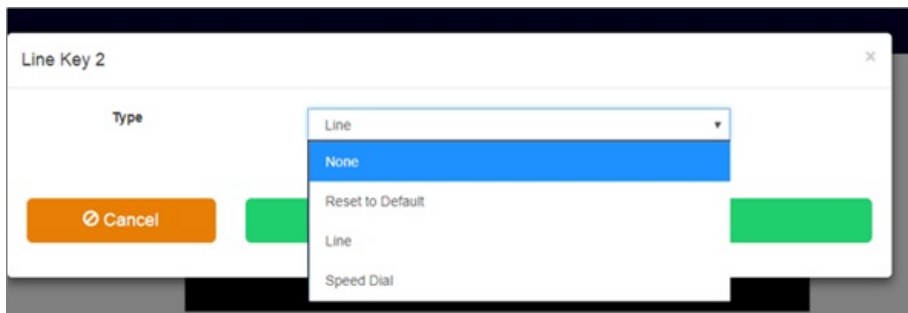 Line Key 2
×
Type
Line
None
Reset to Default
Line
Speed Dial
Cancel